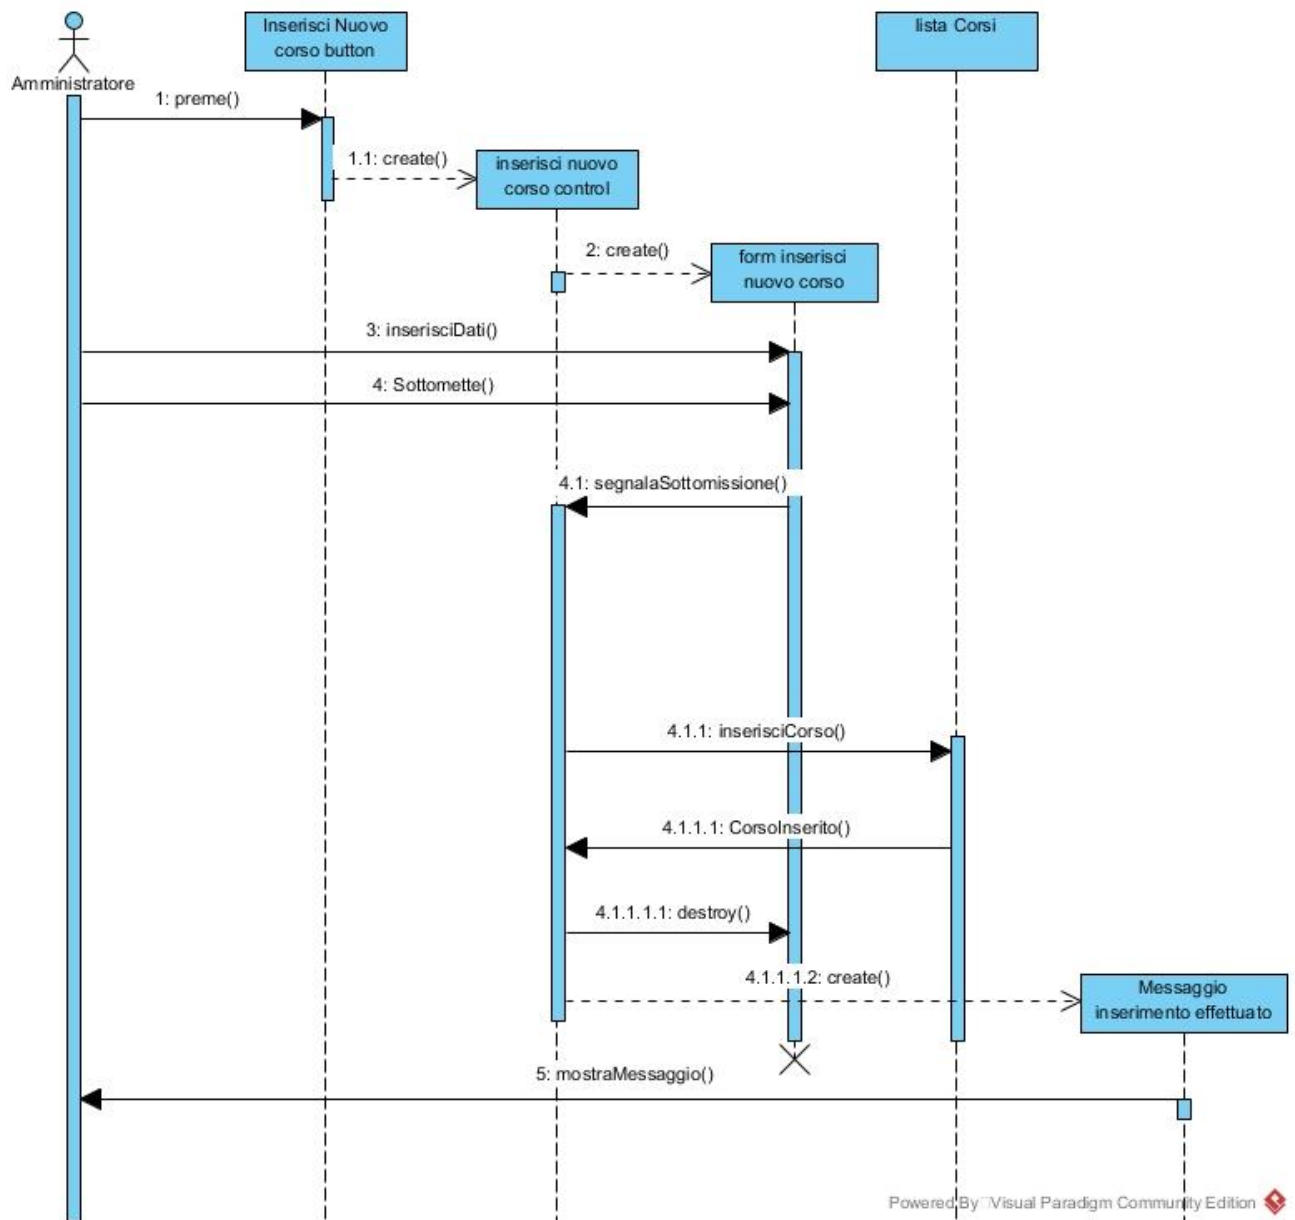 Inserisci Nuovo
corso button
lista Corsi
Amministratore
1: preme()
1.1: create()
inserisci nuovo
corso control
2: create()
form inserisci
nuovo corso
3: inserisciDati()
4: Sottomette()
4.1: segnalaSottomissione()
4.1.1: inserisciCorso()
4.1.1.1: CorsoInserito()
4.1.1.1.1: destroy()
4.1.1.1.2: create()
Messaggio
inserimento effettuato
5: mostraMessaggio()
Powered By Visual Paradigm Community Edition